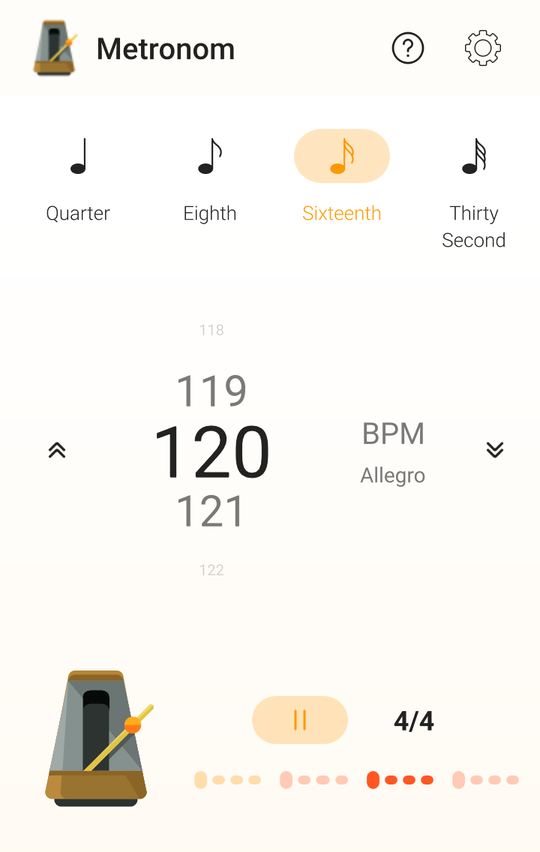 Metronom
Quarter
Eighth
Sixteenth
Thirty
Second
118
119
120
121
122
BPM
Allegro
4/4